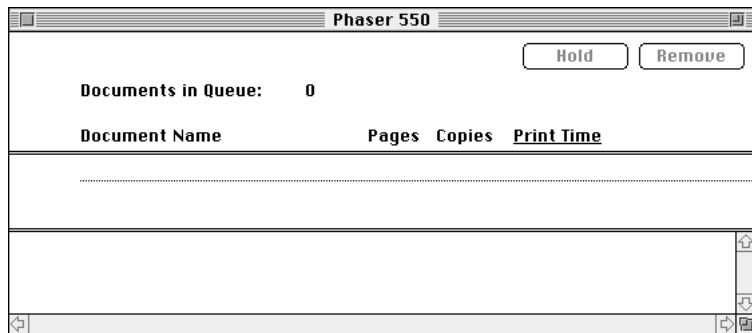 Phaser 550
Hold Remove
Documents in Queue: 0
Document Name Pages Copies Print Time